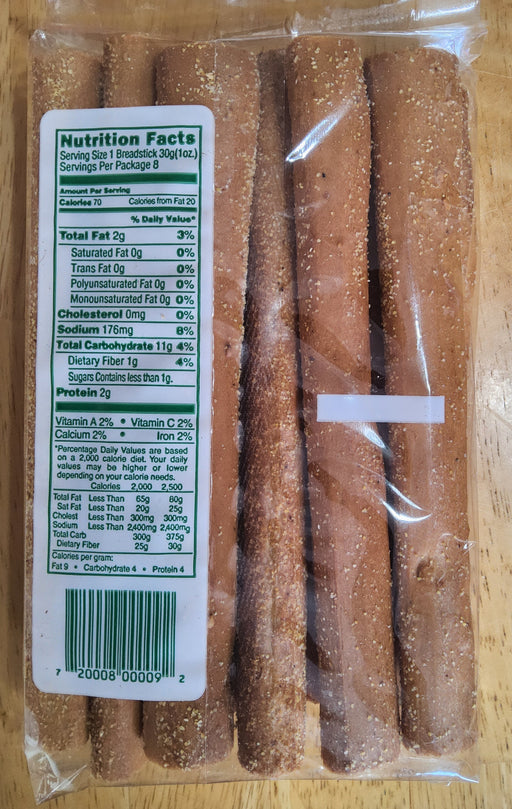 Nutrition Facts
Serving Size 1 Breadstick 30g(1oz.)
Servings Per Package 8
Amount Per Serving
Calories 70 Calories from Fat 20
% Daily Value*
Total Fat 2g 3%
Saturated Fat 0g 0%
Trans Fat 0g 0%
Polyunsaturated Fat 0g 0%
Monounsaturated Fat 0g 0%
Cholesterol 0mg 0%
Sodium 176mg 8%
Total Carbohydrate 11g 4%
Dietary Fiber 1g 4%
Sugars Contains less than 1g.
Protein 2g
Vitamin A 2% • Vitamin C 2%
Calcium 2% • Iron 2%
*Percentage Daily Values are based
on a 2,000 calorie diet. Your daily
values may be higher or lower
depending on your calorie needs.
Calories 2,000 2,500
Total Fat Less Than 65g 80g
Sat Fat Less Than 20g 25g
Cholest Less Than 300mg 300mg
Sodium Less Than 2,400mg 2,400mg
Total Carb 300g 375g
Dietary Fiber 25g 30g
Calories per gram:
Fat 9 • Carbohydrate 4 • Protein 4
7 20008 00009 2